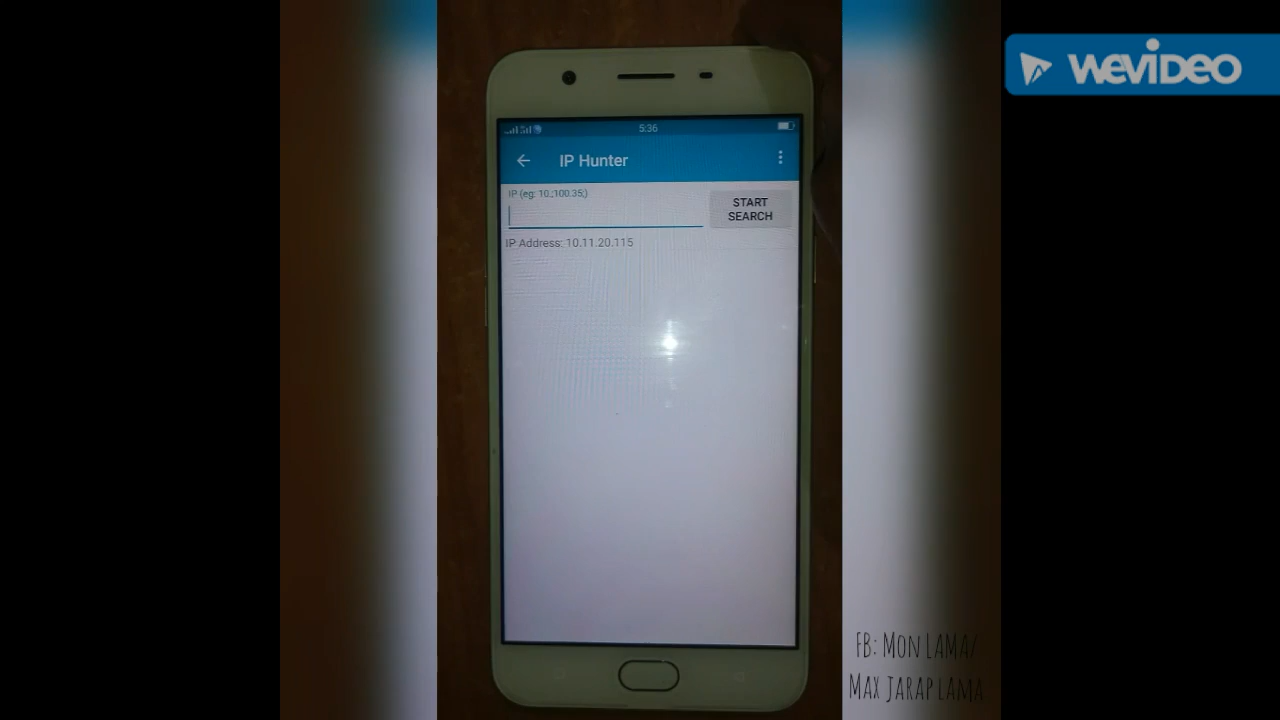 WEVIDEO
5:36
IP Hunter
IP (eg: 10.;100.35;)
START
SEARCH
IP Address: 10.11.20.115
FB: MON LAMA/
MAX JARAP LAMA